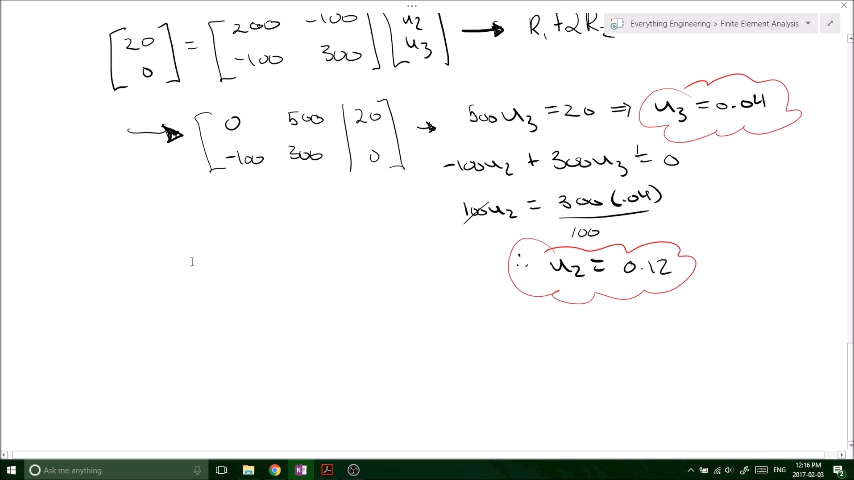 Everything Engineering > Finite Element Analysis
[20 0] = [200 -100 -100 300] [u2 u3] → R1 + 2R2
→ [0 500 | 20 -100 300 | 0] → 500u3 = 20 ⇒ u3 = 0.04
-100u2 + 300u3 = 0
100u2 = 300(.04)
100
∴ u2 = 0.12
Ask me anything
ENG
12:16 PM
2017-02-03
2